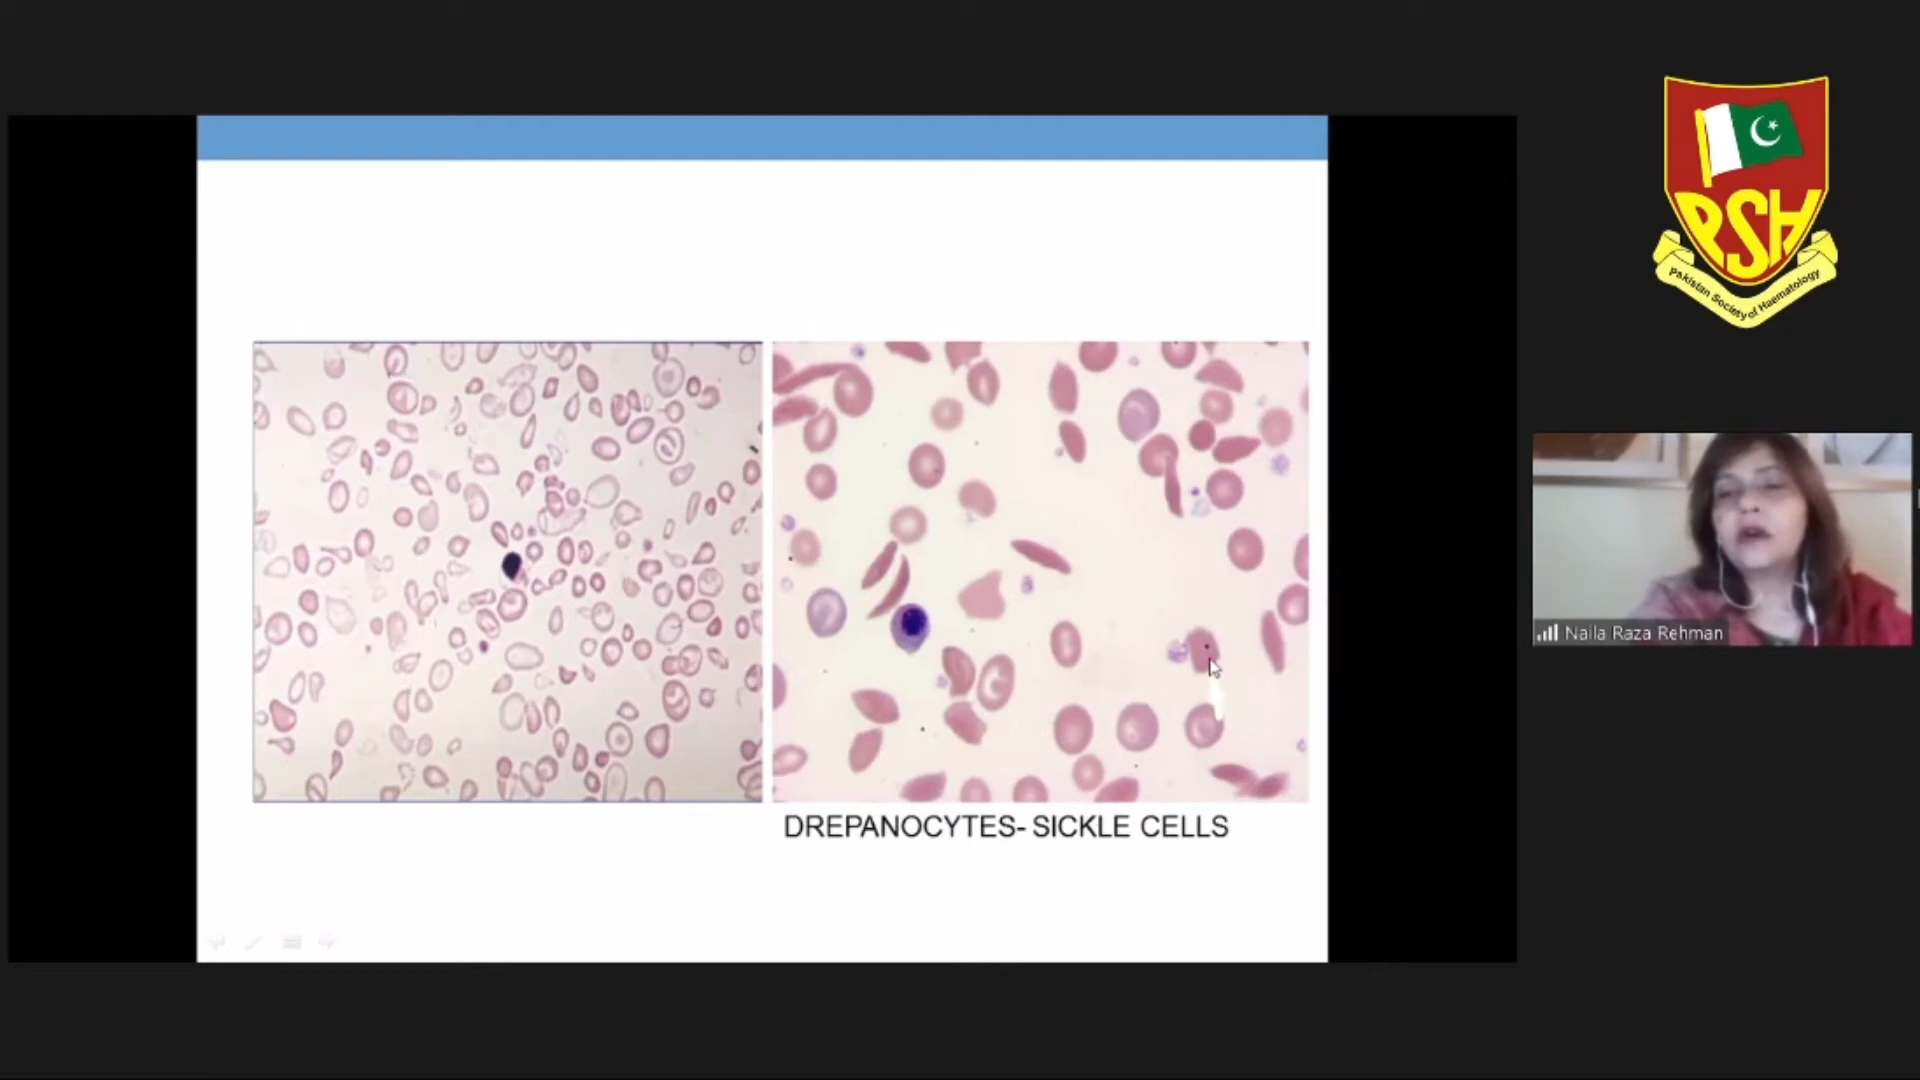 PSH
Pakistan Society of Haematology
Naila Raza Rehman
DREPANOCYTES- SICKLE CELLS